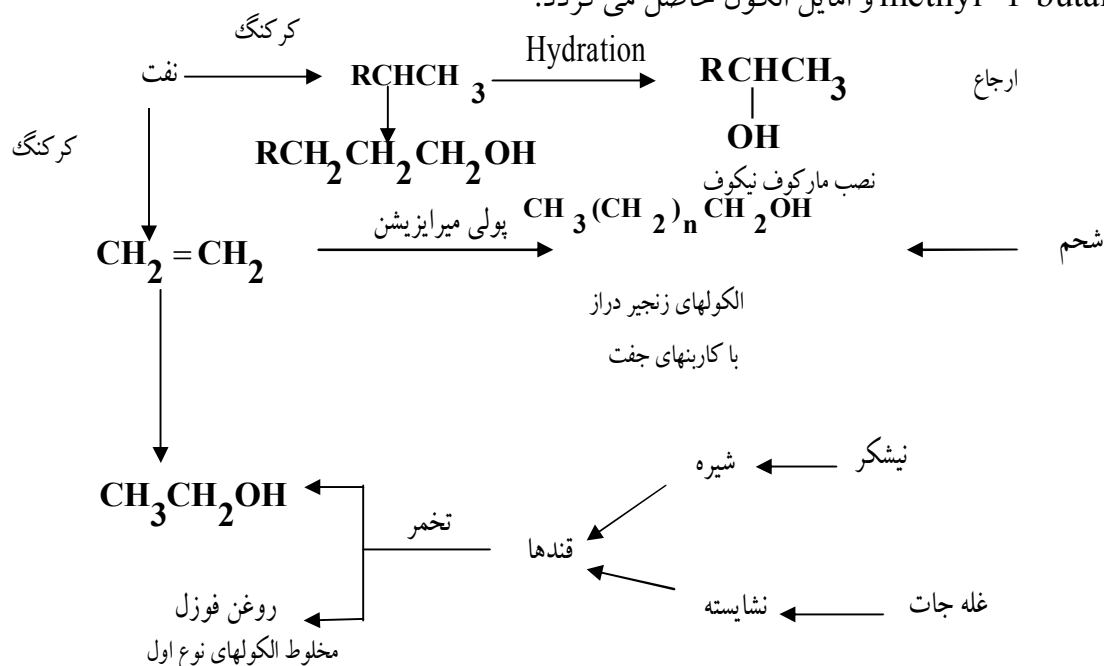 methyl-1-butan و امایل الکول حاصل می گردد.
کرکنگ
نفت RCHCH3 Hydration RCHCH3 ارجاع
OH
کرکنگ
RCH2CH2CH2OH
نصب مارکوف نیکوف
CH2=CH2 پولی میرایزیشن CH3(CH2)nCH2OH شحم
الکولهای زنجیر دراز
با کاربنهای جفت
نیشکر شیره
CH3CH2OH تخمر قندها
روغن فوزل نشایسته غله جات
مخلوط الکولهای نوع اول